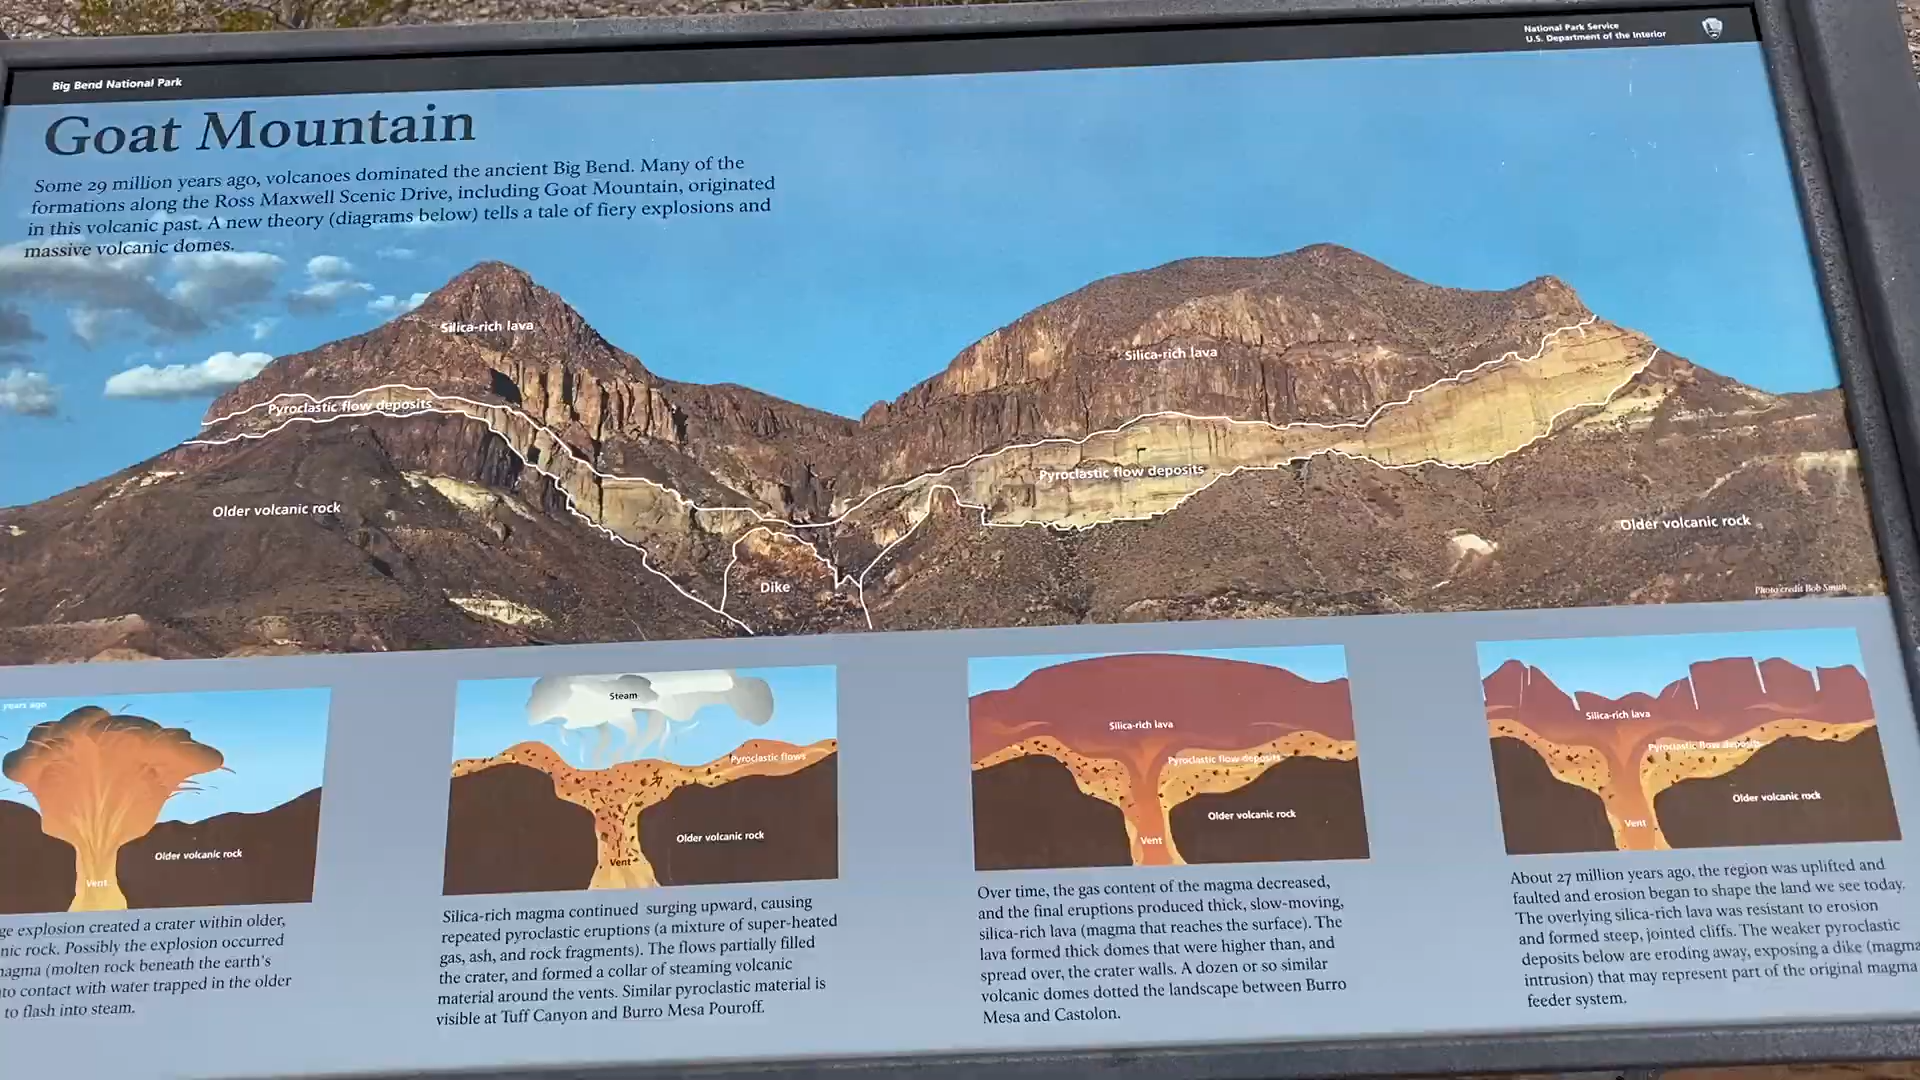 National Park Service
U.S. Department of the Interior
Big Bend National Park
Goat Mountain
Some 29 million years ago, volcanoes dominated the ancient Big Bend. Many of the
formations along the Ross Maxwell Scenic Drive, including Goat Mountain, originated
in this volcanic past. A new theory (diagrams below) tells a tale of fiery explosions and
massive volcanic domes.
Silica-rich lava
Silica-rich lava
Pyroclastic flow deposits
Pyroclastic flow deposits
Older volcanic rock
Older volcanic rock
Dike
Photo credit Bob Smith
years ago
Older volcanic rock
Vent
explosion created a crater within older,
rock. Possibly the explosion occurred
(molten rock beneath the earth's
contact with water trapped in the older
to flash into steam.
Steam
Pyroclastic flows
Older volcanic rock
Vent
Silica-rich magma continued surging upward, causing
repeated pyroclastic eruptions (a mixture of super-heated
gas, ash, and rock fragments). The flows partially filled
the crater, and formed a collar of steaming volcanic
material around the vents. Similar pyroclastic material is
visible at Tuff Canyon and Burro Mesa Pouroff.
Silica-rich lava
Pyroclastic flow deposits
Older volcanic rock
Vent
Over time, the gas content of the magma decreased,
and the final eruptions produced thick, slow-moving,
silica-rich lava (magma that reaches the surface). The
lava formed thick domes that were higher than, and
spread over, the crater walls. A dozen or so similar
volcanic domes dotted the landscape between Burro
Mesa and Castolon.
Silica-rich lava
Pyroclastic flow deposits
Older volcanic rock
Vent
About 27 million years ago, the region was uplifted and
faulted and erosion began to shape the land we see today.
The overlying silica-rich lava was resistant to erosion
and formed steep, jointed cliffs. The weaker pyroclastic
deposits below are eroding away, exposing a dike (magma
intrusion) that may represent part of the original magma
feeder system.